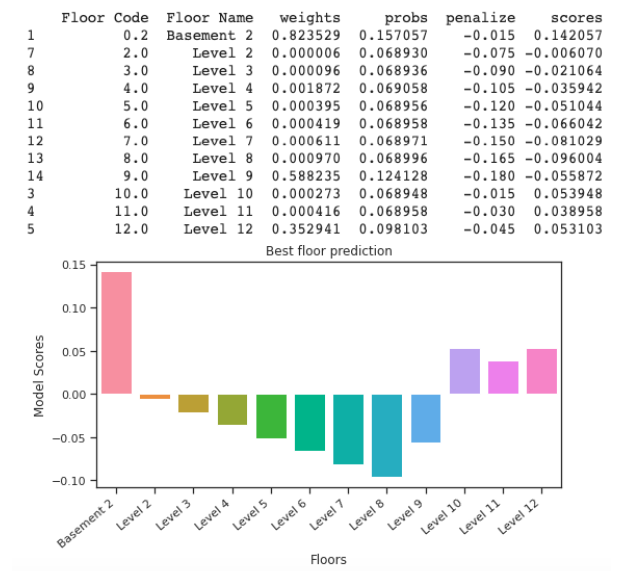 Floor Code Floor Name weights probs penalize scores
1 0.2 Basement 2 0.823529 0.157057 -0.015 0.142057
7 2.0 Level 2 0.000006 0.068930 -0.075 -0.006070
8 3.0 Level 3 0.000096 0.068936 -0.090 -0.021064
9 4.0 Level 4 0.001872 0.069058 -0.105 -0.035942
10 5.0 Level 5 0.000395 0.068956 -0.120 -0.051044
11 6.0 Level 6 0.000419 0.068958 -0.135 -0.066042
12 7.0 Level 7 0.000611 0.068971 -0.150 -0.081029
13 8.0 Level 8 0.000970 0.068996 -0.165 -0.096004
14 9.0 Level 9 0.588235 0.124128 -0.180 -0.055872
3 10.0 Level 10 0.000273 0.068948 -0.015 0.053948
4 11.0 Level 11 0.000416 0.068958 -0.030 0.038958
5 12.0 Level 12 0.352941 0.098103 -0.045 0.053103
Best floor prediction
Model Scores
0.15
0.10
0.05
0.00
−0.05
−0.10
Basement 2
Level 2
Level 3
Level 4
Level 5
Level 6
Level 7
Level 8
Level 9
Level 10
Level 11
Level 12
Floors